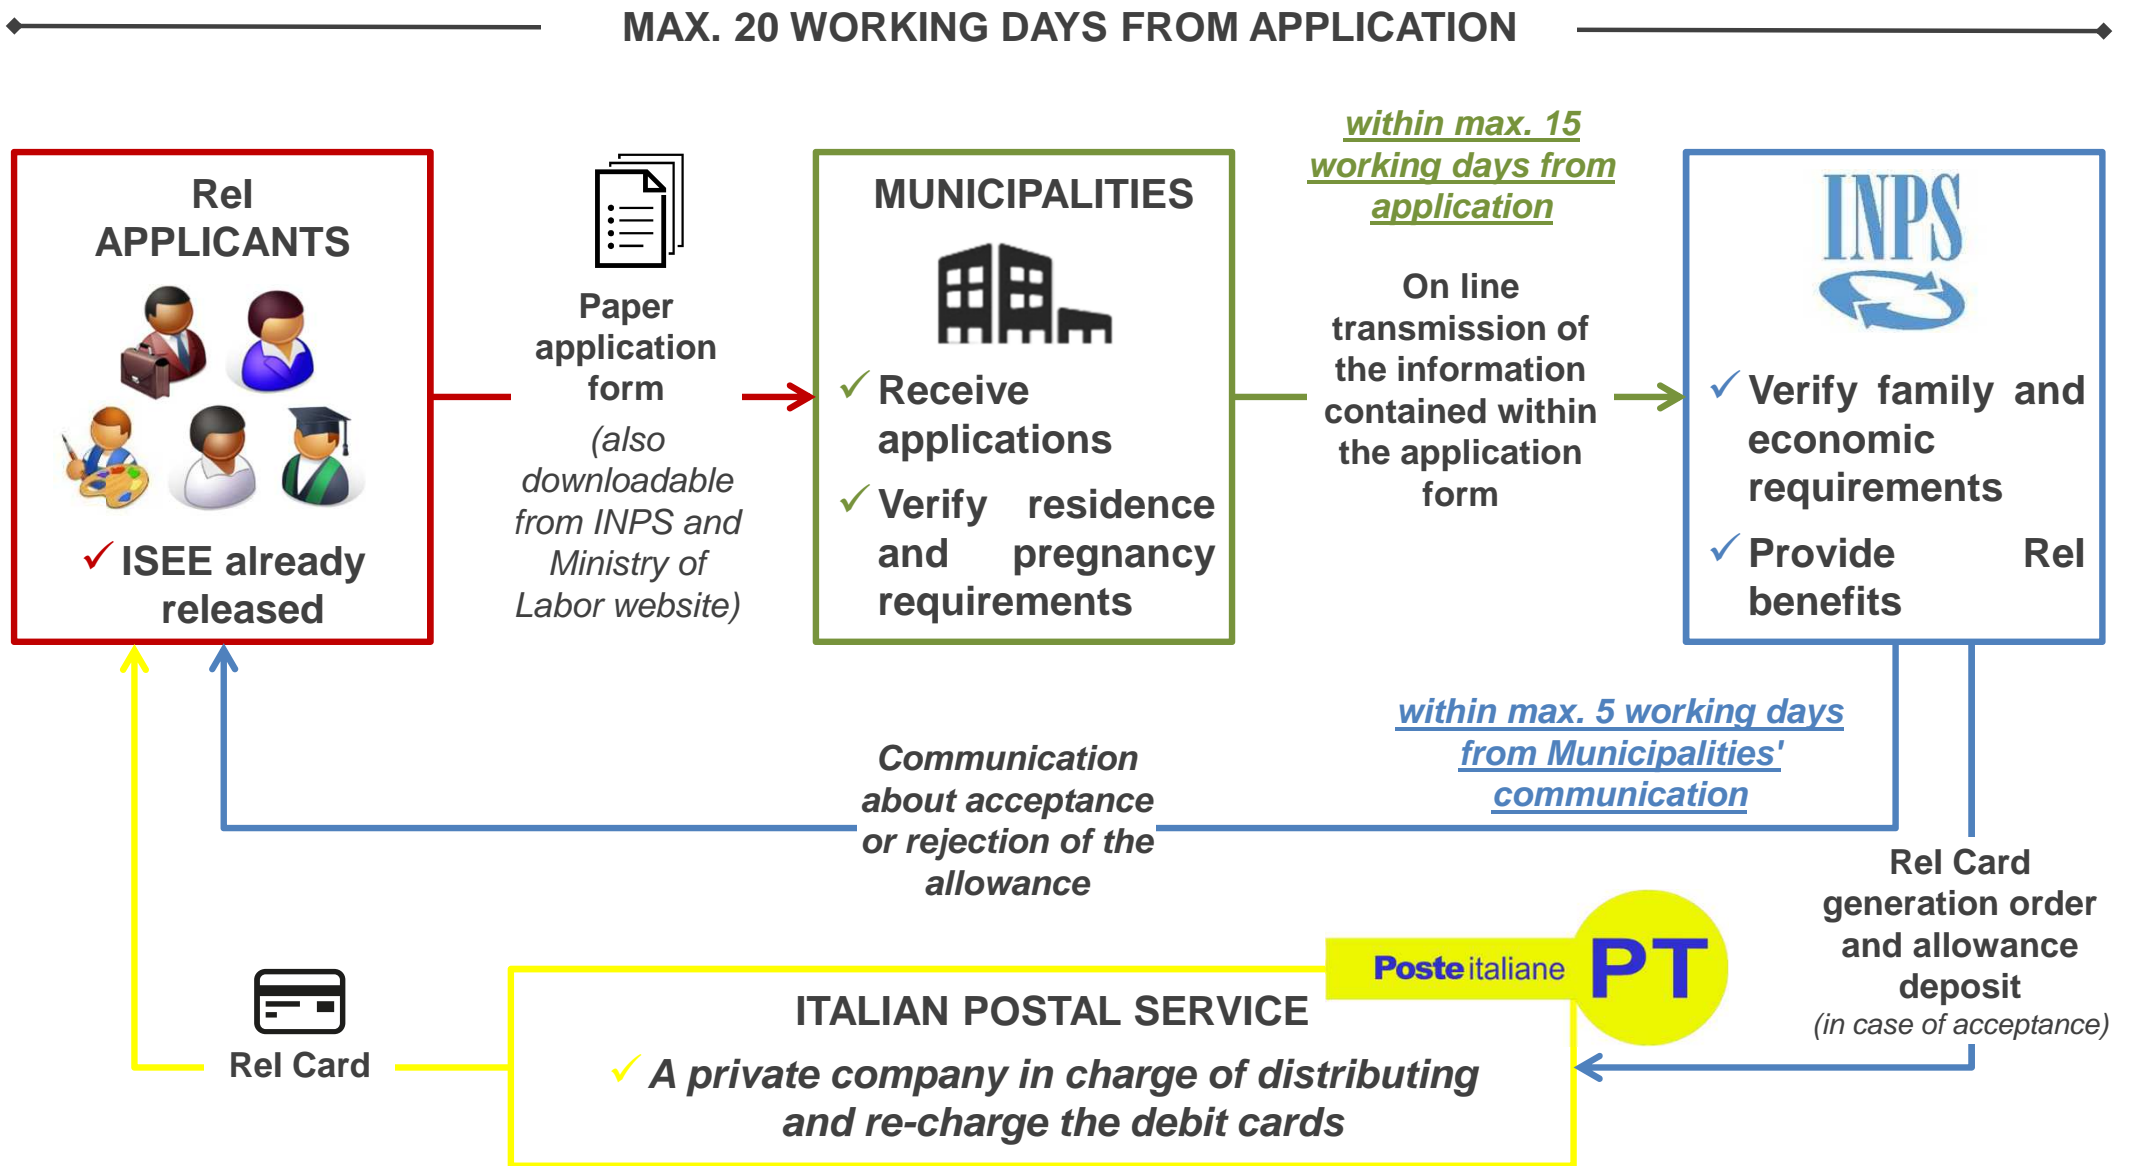 MAX. 20 WORKING DAYS FROM APPLICATION
ReI
APPLICANTS
ISEE already
released
Paper
application
form
(also
downloadable
from INPS and
Ministry of
Labor website)
MUNICIPALITIES
Receive
applications
Verify residence
and pregnancy
requirements
within max. 15
working days from
application
On line
transmission of
the information
contained within
the application
form
INPS
Verify family and
economic
requirements
Provide ReI
benefits
within max. 5 working days
from Municipalities'
communication
Communication
about acceptance
or rejection of the
allowance
ReI Card
generation order
and allowance
deposit
(in case of acceptance)
Posteitaliane PT
ITALIAN POSTAL SERVICE
A private company in charge of distributing
and re-charge the debit cards
ReI Card